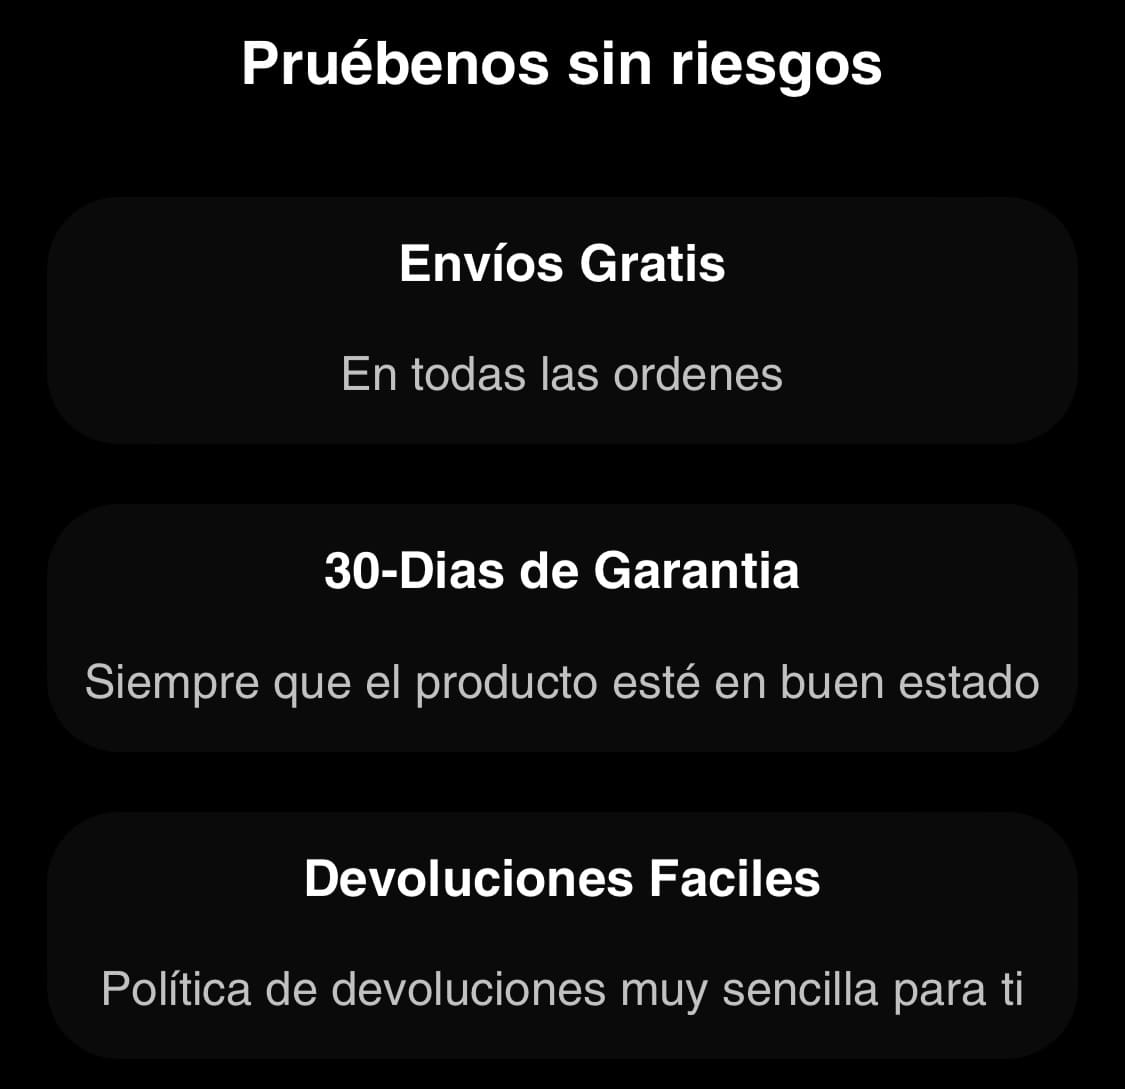 Pruébenos sin riesgos
Envíos Gratis
En todas las ordenes
30-Dias de Garantia
Siempre que el producto esté en buen estado
Devoluciones Faciles
Política de devoluciones muy sencilla para ti